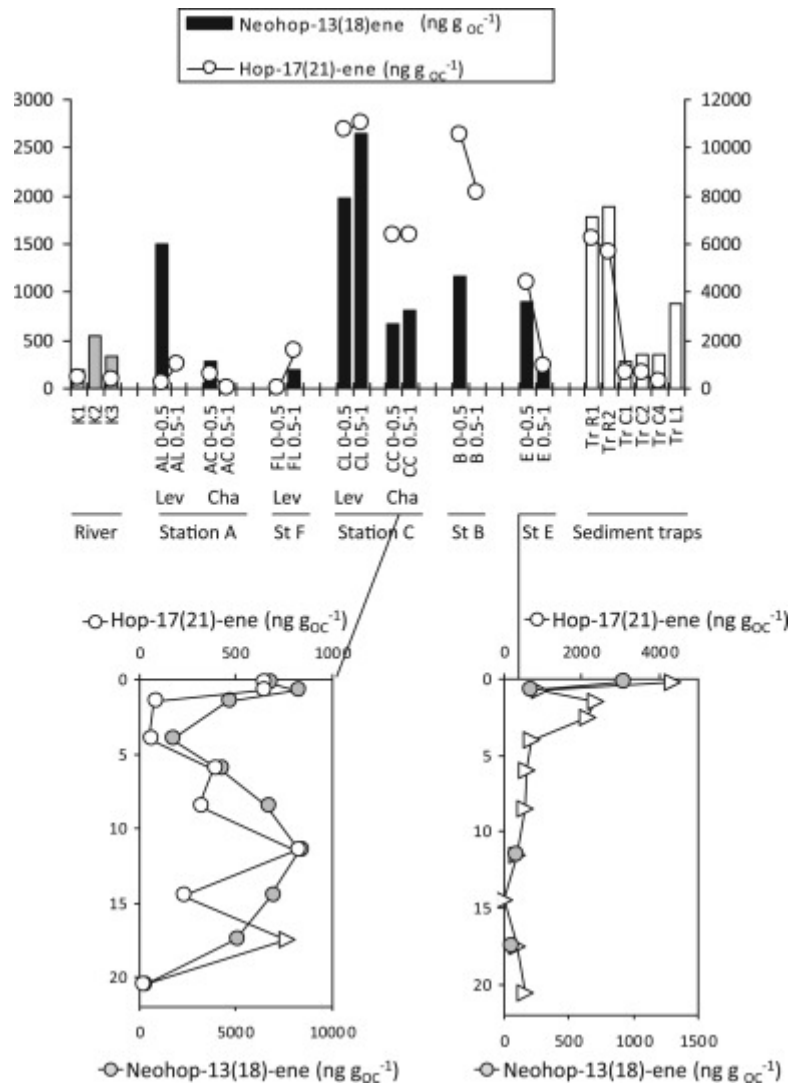 Neohop-13(18)ene (ng g OC⁻¹)
Hop-17(21)-ene (ng g OC⁻¹)
3000 12000
2500 10000
2000 8000
1500 6000
1000 4000
500 2000
0 0
K1 K2 K3 AL 0-0.5 AL 0.5-1 AC 0-0.5 AC 0.5-1 FL 0-0.5 FL 0.5-1 CL 0-0.5 CL 0.5-1 CC 0-0.5 CC 0.5-1 B 0-0.5 B 0.5-1 E 0-0.5 E 0.5-1 Tr R1 Tr R2 Tr C1 Tr C2 Tr C4 Tr L1
Lev Cha Lev Lev Cha
River Station A St F Station C St B St E Sediment traps
Hop-17(21)-ene (ng gOC⁻¹)
0 500 1000
0
5
10
15
20
0 5000 10000
Neohop-13(18)-ene (ng gOC⁻¹)
Hop-17(21)-ene (ng gOC⁻¹)
0 2000 4000
0
5
10
15
20
0 500 1000 1500
Neohop-13(18)-ene (ng gOC⁻¹)